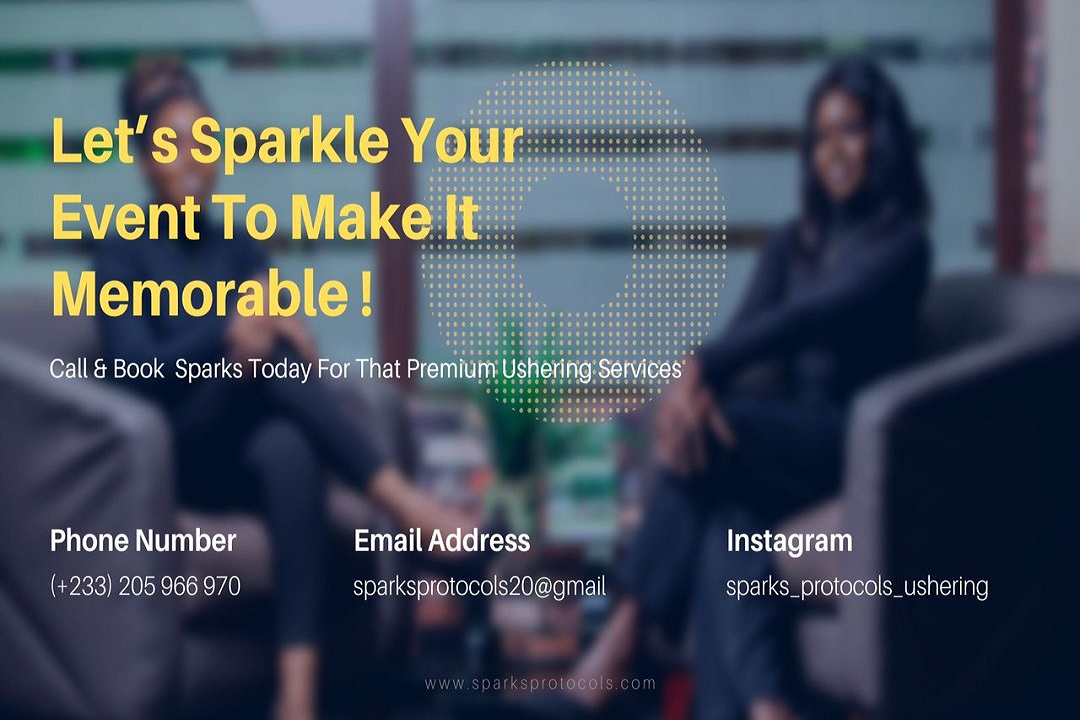 Let's Sparkle Your
Event To Make It
Memorable !
Call & Book Sparks Today For That Premium Ushering Services
Phone Number
(+233) 205 966 970
Email Address
sparksprotocols20@gmail
Instagram
sparks_protocols_ushering
www.sparksprotocols.com